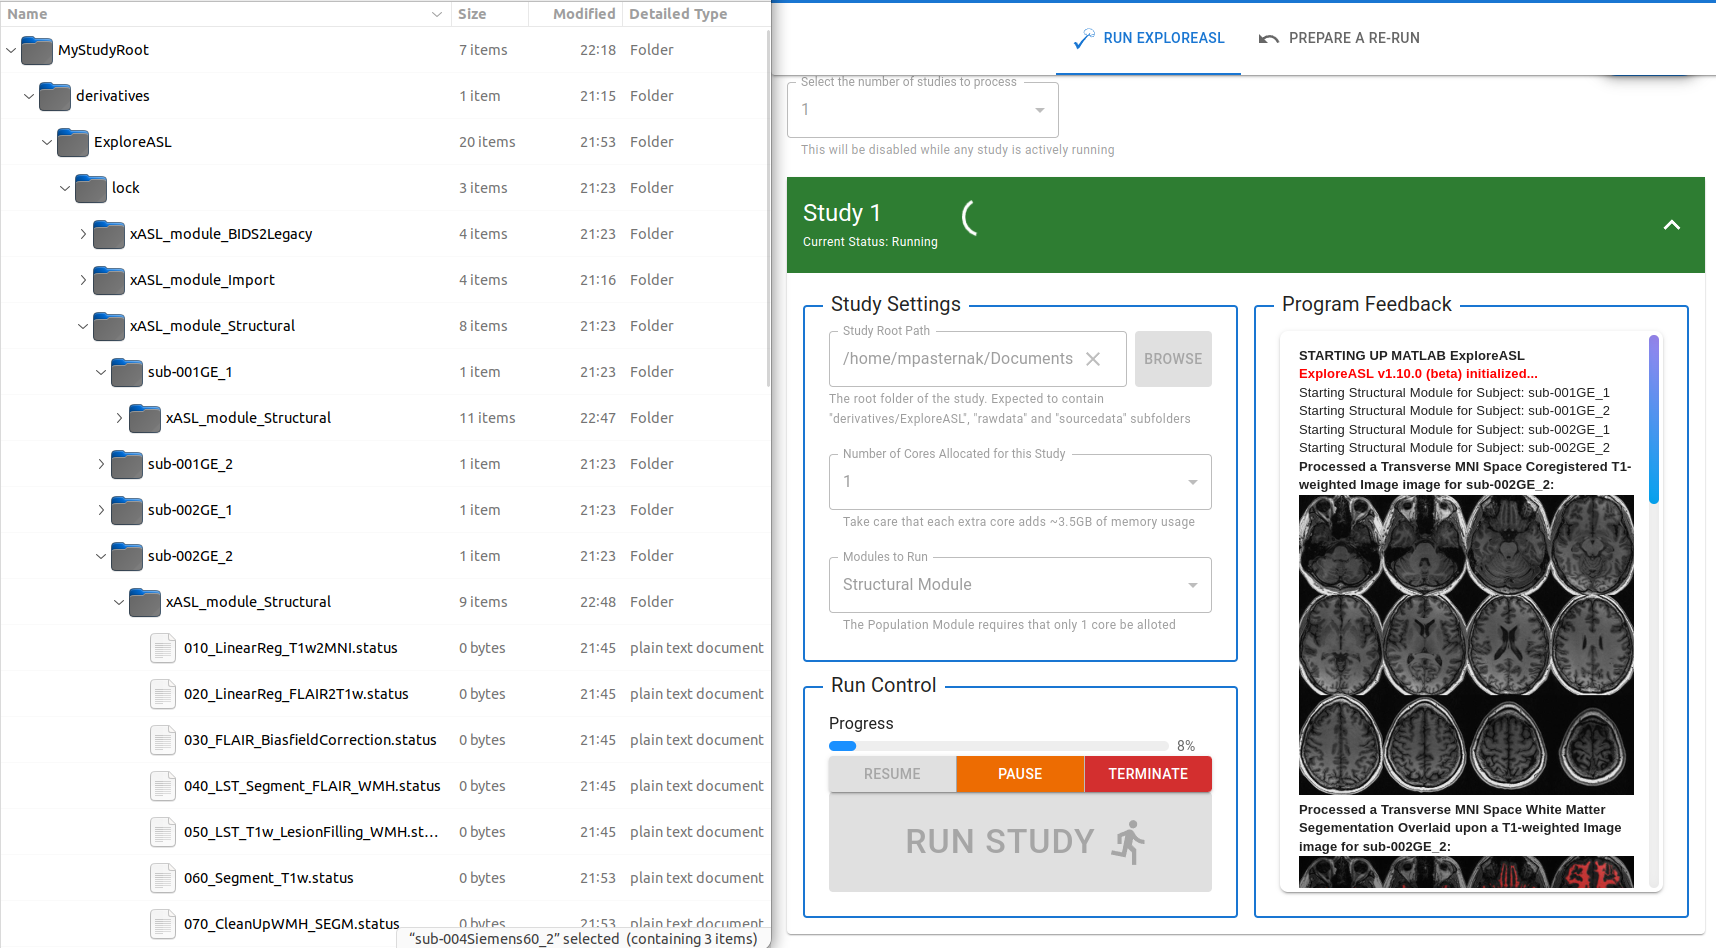 Name Size Modified Detailed Type
MyStudyRoot 7 items 22:18 Folder
derivatives 1 item 21:15 Folder
ExploreASL 20 items 21:53 Folder
lock 3 items 21:23 Folder
xASL_module_BIDS2Legacy 4 items 21:23 Folder
xASL_module_Import 4 items 21:16 Folder
xASL_module_Structural 8 items 21:23 Folder
sub-001GE_1 1 item 21:23 Folder
xASL_module_Structural 11 items 22:47 Folder
sub-001GE_2 1 item 21:23 Folder
sub-002GE_1 1 item 21:23 Folder
sub-002GE_2 1 item 21:23 Folder
xASL_module_Structural 9 items 22:48 Folder
010_LinearReg_T1w2MNI.status 0 bytes 21:45 plain text document
020_LinearReg_FLAIR2T1w.status 0 bytes 21:45 plain text document
030_FLAIR_BiasfieldCorrection.status 0 bytes 21:45 plain text document
040_LST_Segment_FLAIR_WMH.status 0 bytes 21:45 plain text document
050_LST_T1w_LesionFilling_WMH.st... 0 bytes 21:45 plain text document
060_Segment_T1w.status 0 bytes 21:53 plain text document
070_CleanUpWMH_SEGM.status 0 bytes 21:53 plain text document
“sub-004Siemens60_2” selected (containing 3 items)
RUN EXPLOREASL PREPARE A RE-RUN
Select the number of studies to process
1
This will be disabled while any study is actively running
Study 1
Current Status: Running
Study Settings
Study Root Path
/home/mpasternak/Documents
BROWSE
The root folder of the study. Expected to contain
"derivatives/ExploreASL", "rawdata" and "sourcedata" subfolders
Number of Cores Allocated for this Study
1
Take care that each extra core adds ~3.5GB of memory usage
Modules to Run
Structural Module
The Population Module requires that only 1 core be alloted
Run Control
Progress
8%
RESUME PAUSE TERMINATE
RUN STUDY
Program Feedback
STARTING UP MATLAB ExploreASL
ExploreASL v1.10.0 (beta) initialized...
Starting Structural Module for Subject: sub-001GE_1
Starting Structural Module for Subject: sub-001GE_2
Starting Structural Module for Subject: sub-002GE_1
Starting Structural Module for Subject: sub-002GE_2
Processed a Transverse MNI Space Coregistered T1-
weighted Image image for sub-002GE_2:
Processed a Transverse MNI Space White Matter
Segementation Overlaid upon a T1-weighted Image
image for sub-002GE_2: